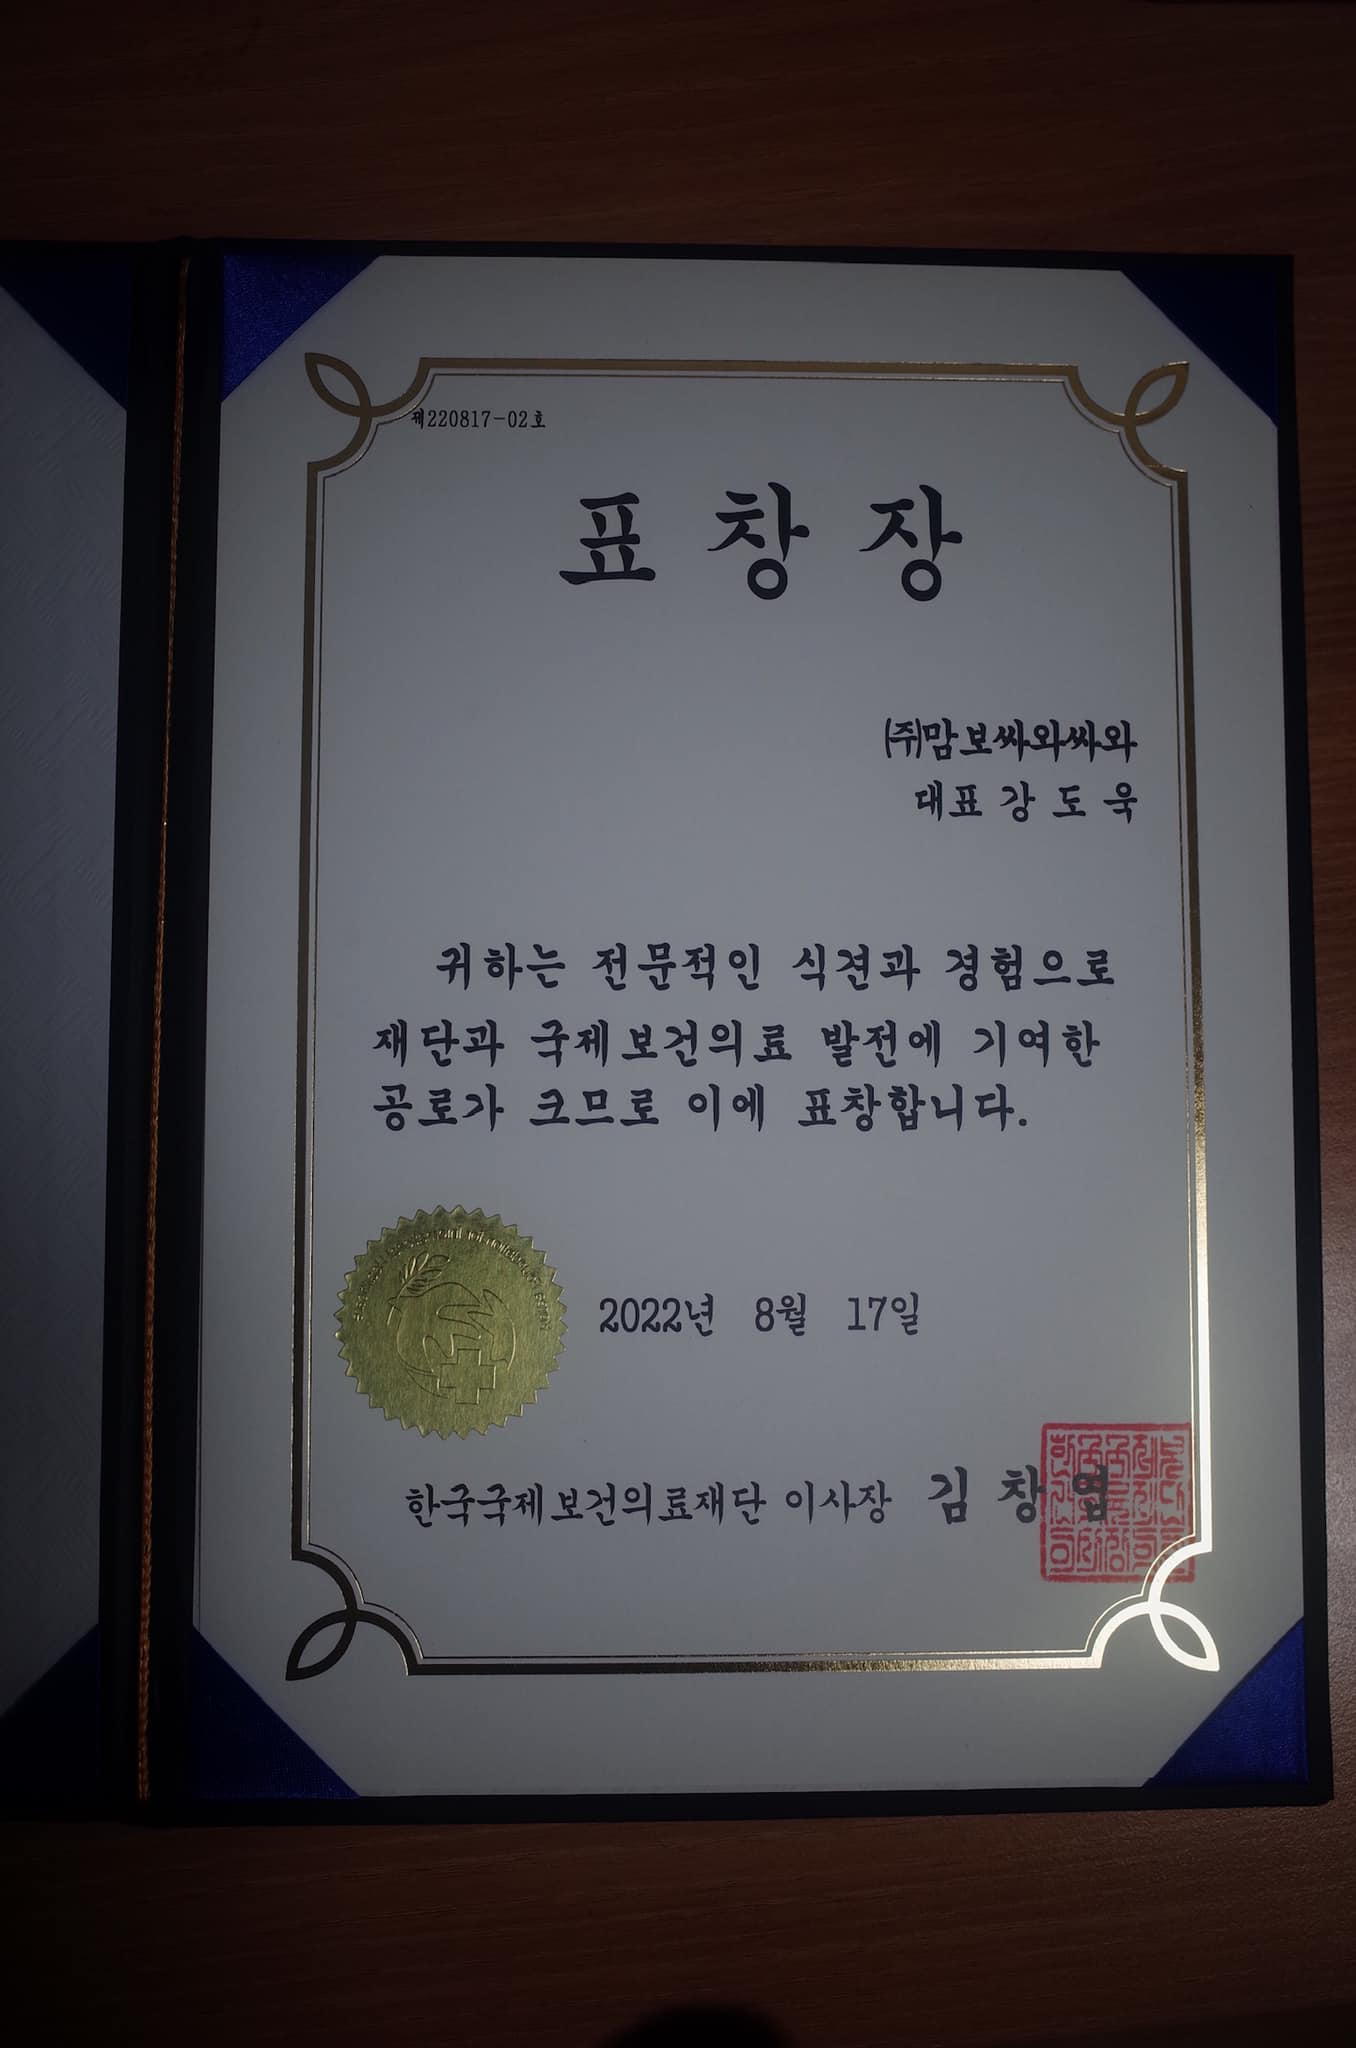 제220817-02호
표 창 장
(주)맘보싸와싸와
대표 강 도 욱
귀하는 전문적인 식견과 경험으로
재단과 국제보건의료 발전에 기여한
공로가 크므로 이에 표창합니다.
2022년 8월 17일
한국국제보건의료재단 이사장 김 창 엽